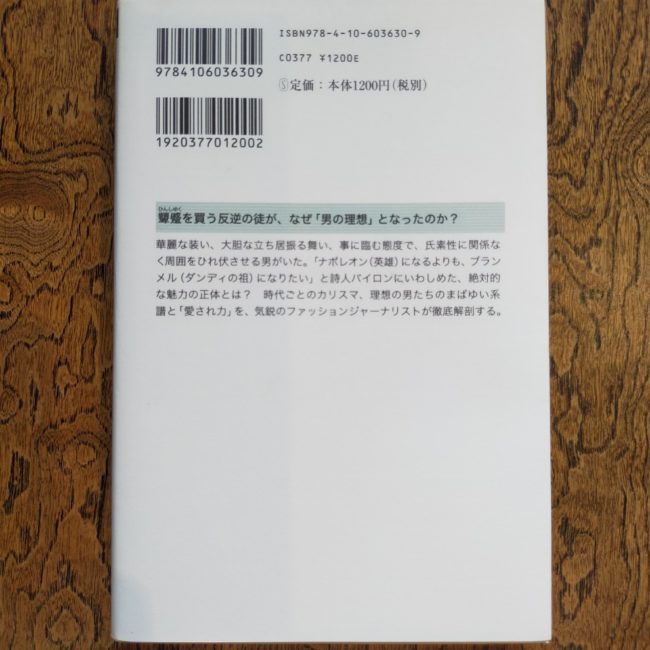 ISBN978-4-10-603630-9
9784106036309
C0377 ¥1200E
Ⓢ定価：本体1200円（税別）
1920377012002
ひんしゅく
顰蹙を買う反逆の徒が、なぜ「男の理想」となったのか？
華麗な装い、大胆な立ち居振る舞い、事に臨む態度で、氏素性に関係な
く周囲をひれ伏させる男がいた。「ナポレオン（英雄）になるよりも、ブラン
メル（ダンディの祖）になりたい」と詩人バイロンにいわしめた、絶対的
な魅力の正体とは？　時代ごとのカリスマ、理想の男たちのまばゆい系
譜と「愛され力」を、気鋭のファッションジャーナリストが徹底解剖する。